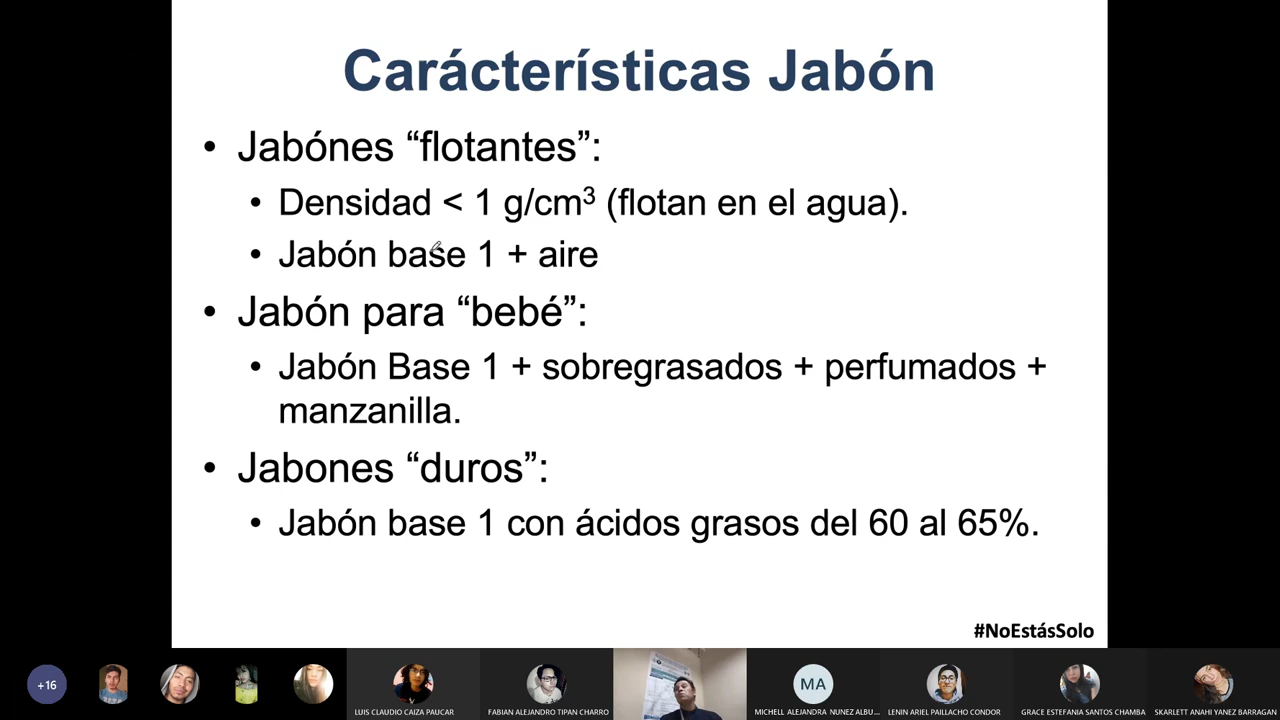 Carácterísticas Jabón
• Jabónes “flotantes”:
• Densidad < 1 g/cm³ (flotan en el agua).
• Jabón base 1 + aire
• Jabón para “bebé”:
• Jabón Base 1 + sobregrasados + perfumados +
manzanilla.
• Jabones “duros”:
• Jabón base 1 con ácidos grasos del 60 al 65%.
#NoEstásSolo
+16
MA
LUIS CLAUDIO CAIZA PAUCAR
FABIAN ALEJANDRO TIPAN CHARRO
MICHELL ALEJANDRA NUNEZ ALBU...
LENIN ARIEL PAILLACHO CONDOR
GRACE ESTEFANIA SANTOS CHAMBA
SKARLETT ANAHI YANEZ BARRAGAN